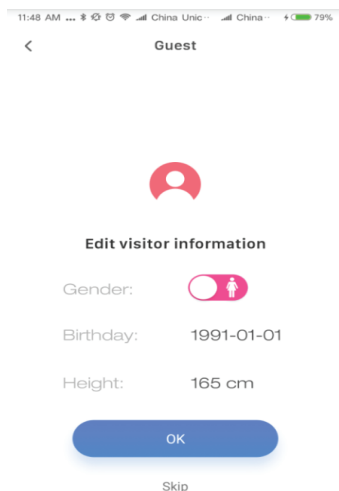 11:48 AM ... China Unic·· China·· 79%
Guest
Edit visitor information
Gender:
Birthday: 1991-01-01
Height: 165 cm
OK
Skip